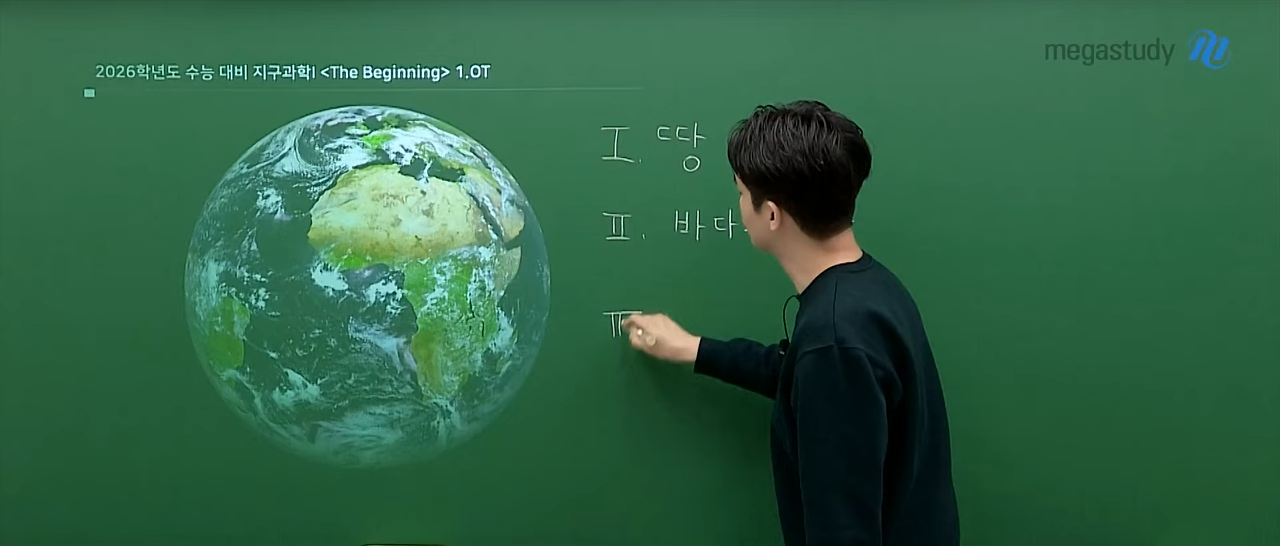 2026학년도 수능 대비 지구과학I <The Beginning> 1.OT
megastudy
I. 땅
II. 바다
III